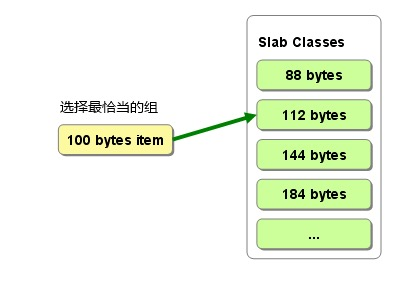 Slab Classes
88 bytes
选择最恰当的组
112 bytes
100 bytes item
144 bytes
184 bytes
...